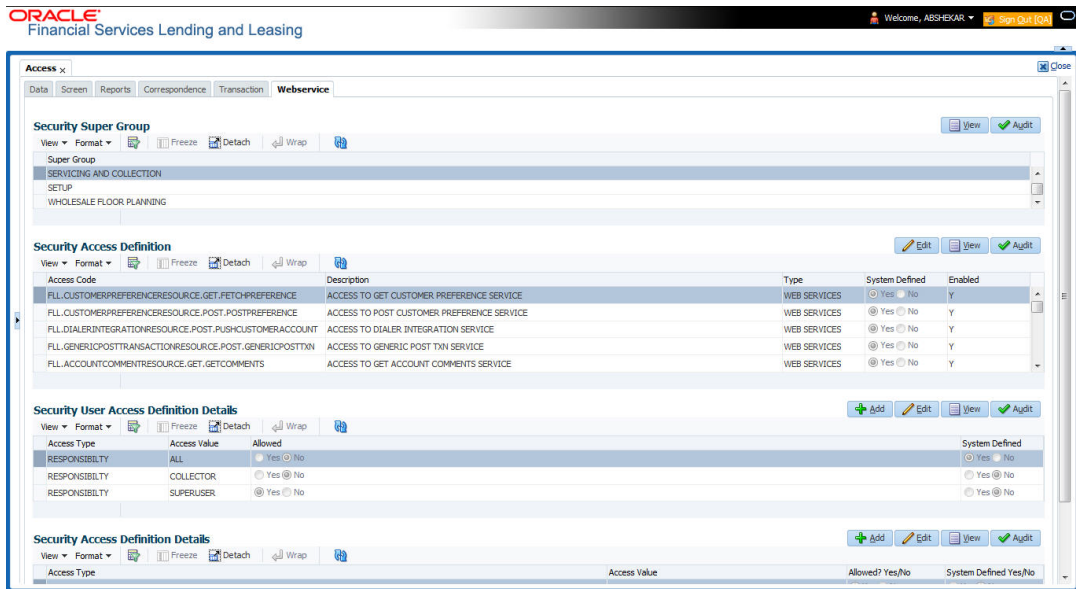 ORACLE
Financial Services Lending and Leasing
Welcome, ABSHEKAR
Sign Out [QA]
Access x
Close
Data Screen Reports Correspondence Transaction Webservice
Security Super Group
View Audit
View Format Freeze Detach Wrap
Super Group
SERVICING AND COLLECTION
SETUP
WHOLESALE FLOOR PLANNING
Security Access Definition
Edit View Audit
View Format Freeze Detach Wrap
Access Code Description Type System Defined Enabled
FLL.CUSTOMERPREFERENCERESOURCE.GET.FETCHPREFERENCE ACCESS TO GET CUSTOMER PREFERENCE SERVICE WEB SERVICES Yes No Y
FLL.CUSTOMERPREFERENCERESOURCE.POST.POSTPREFERENCE ACCESS TO POST CUSTOMER PREFERENCE SERVICE WEB SERVICES Yes No Y
FLL.DIALERINTEGRATIONRESOURCE.POST.PUSHCUSTOMERACCOUNT ACCESS TO DIALER INTEGRATION SERVICE WEB SERVICES Yes No Y
FLL.GENERICPOSTTRANSACTIONRESOURCE.POST.GENERICPOSTTXN ACCESS TO GENERIC POST TXN SERVICE WEB SERVICES Yes No Y
FLL.ACCOUNTCOMMENTRESOURCE.GET.GETCOMMENTS ACCESS TO GET ACCOUNT COMMENTS SERVICE WEB SERVICES Yes No Y
Security User Access Definition Details
Add Edit View Audit
View Format Freeze Detach Wrap
Access Type Access Value Allowed System Defined
RESPONSIBILTY ALL Yes No Yes No
RESPONSIBILTY COLLECTOR Yes No Yes No
RESPONSIBILTY SUPERUSER Yes No Yes No
Security Access Definition Details
Add Edit View Audit
View Format Freeze Detach Wrap
Access Type Access Value Allowed? Yes/No System Defined Yes/No